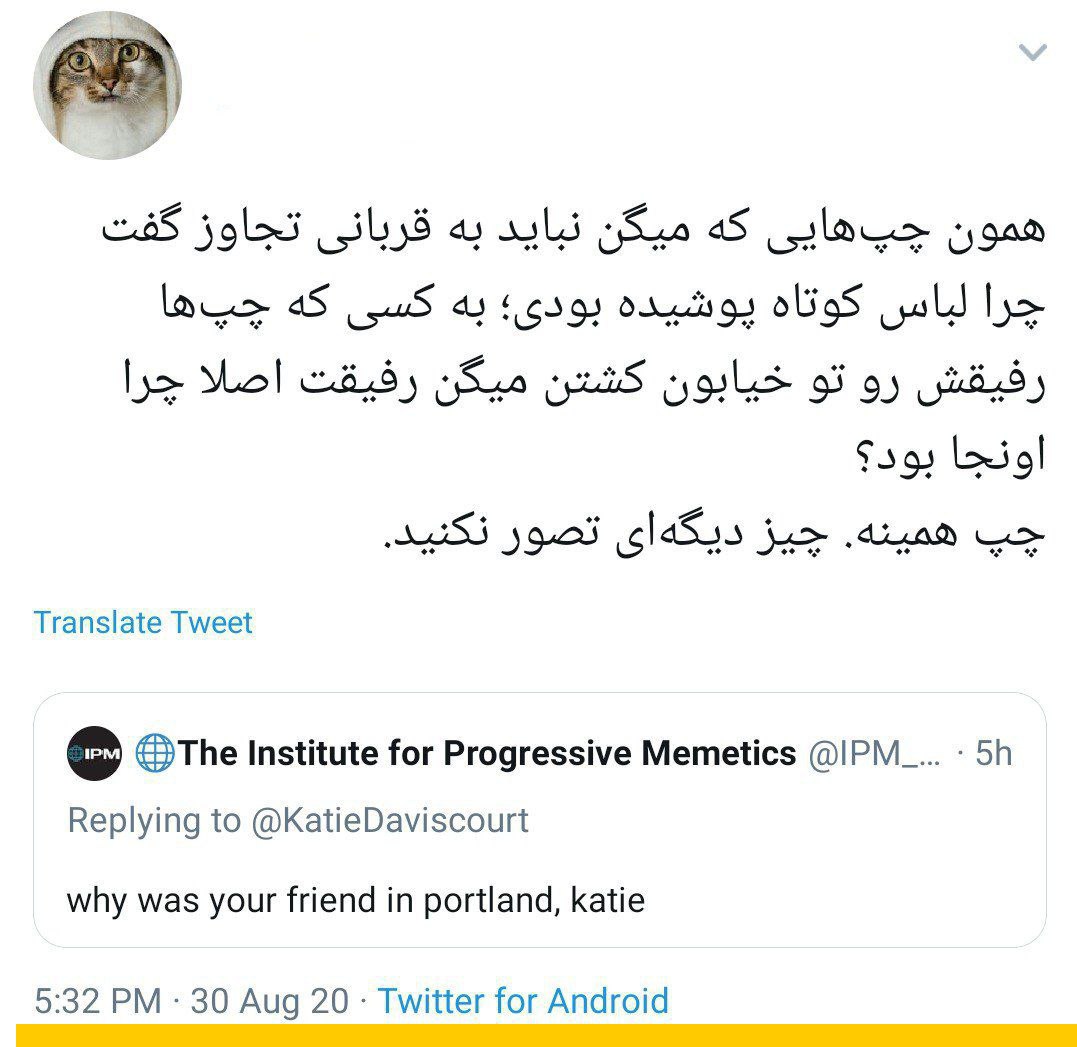 همون چپ‌هایی که میگن نباید به قربانی تجاوز گفت
چرا لباس کوتاه پوشیده بودی؛ به کسی که چپ‌ها
رفیقش رو تو خیابون کشتن میگن رفیقت اصلا چرا
اونجا بود؟
چپ همینه. چیز دیگه‌ای تصور نکنید.
Translate Tweet
IPM The Institute for Progressive Memetics @IPM_... · 5h
Replying to @KatieDaviscourt
why was your friend in portland, katie
5:32 PM · 30 Aug 20 · Twitter for Android